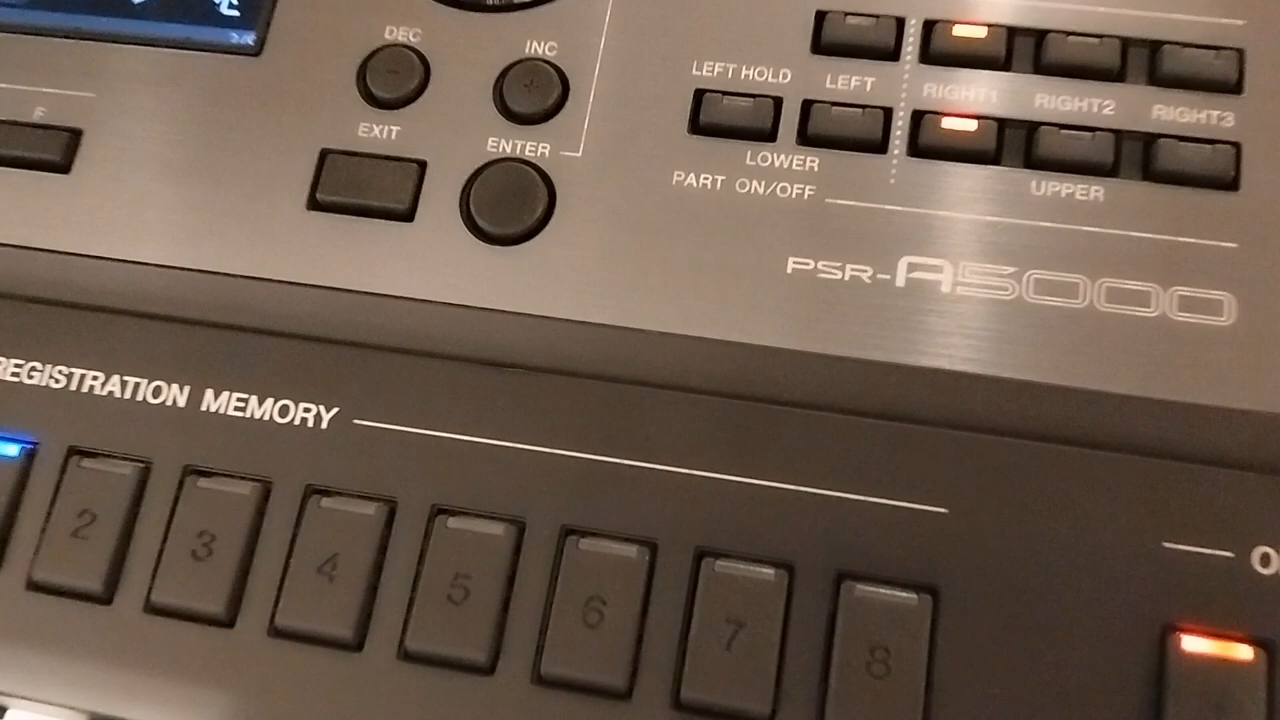 DEC
INC
F
EXIT
ENTER
LEFT HOLD
LEFT
RIGHT1
RIGHT2
RIGHT3
LOWER
UPPER
PART ON/OFF
PSR-A5000
REGISTRATION MEMORY
2
3
4
5
6
7
8